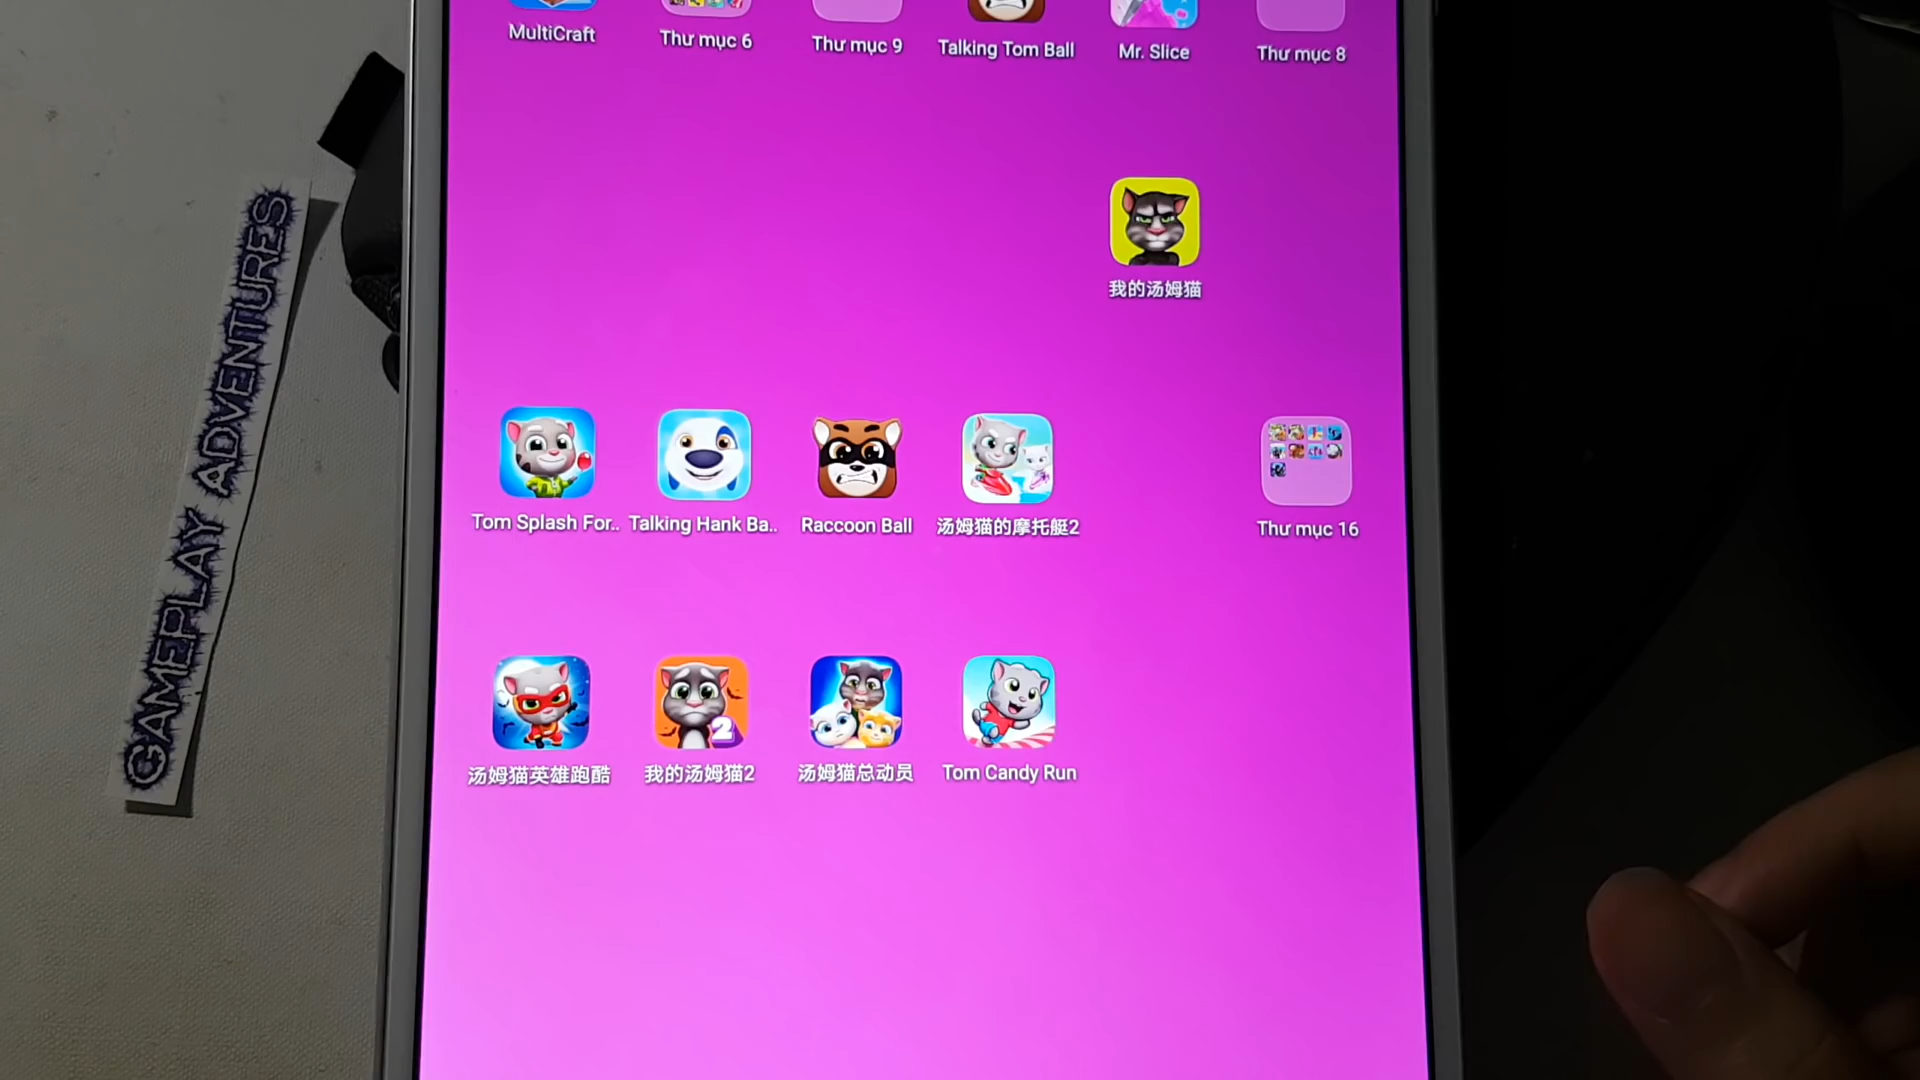 MultiCraft
Thư mục 6
Thư mục 9
Talking Tom Ball
Mr. Slice
Thư mục 8
我的汤姆猫
GAMEPLAY ADVENTURES
Tom Splash For..
Talking Hank Ba..
Raccoon Ball
汤姆猫的摩托艇2
Thư mục 16
2
汤姆猫英雄跑酷
我的汤姆猫2
汤姆猫总动员
Tom Candy Run